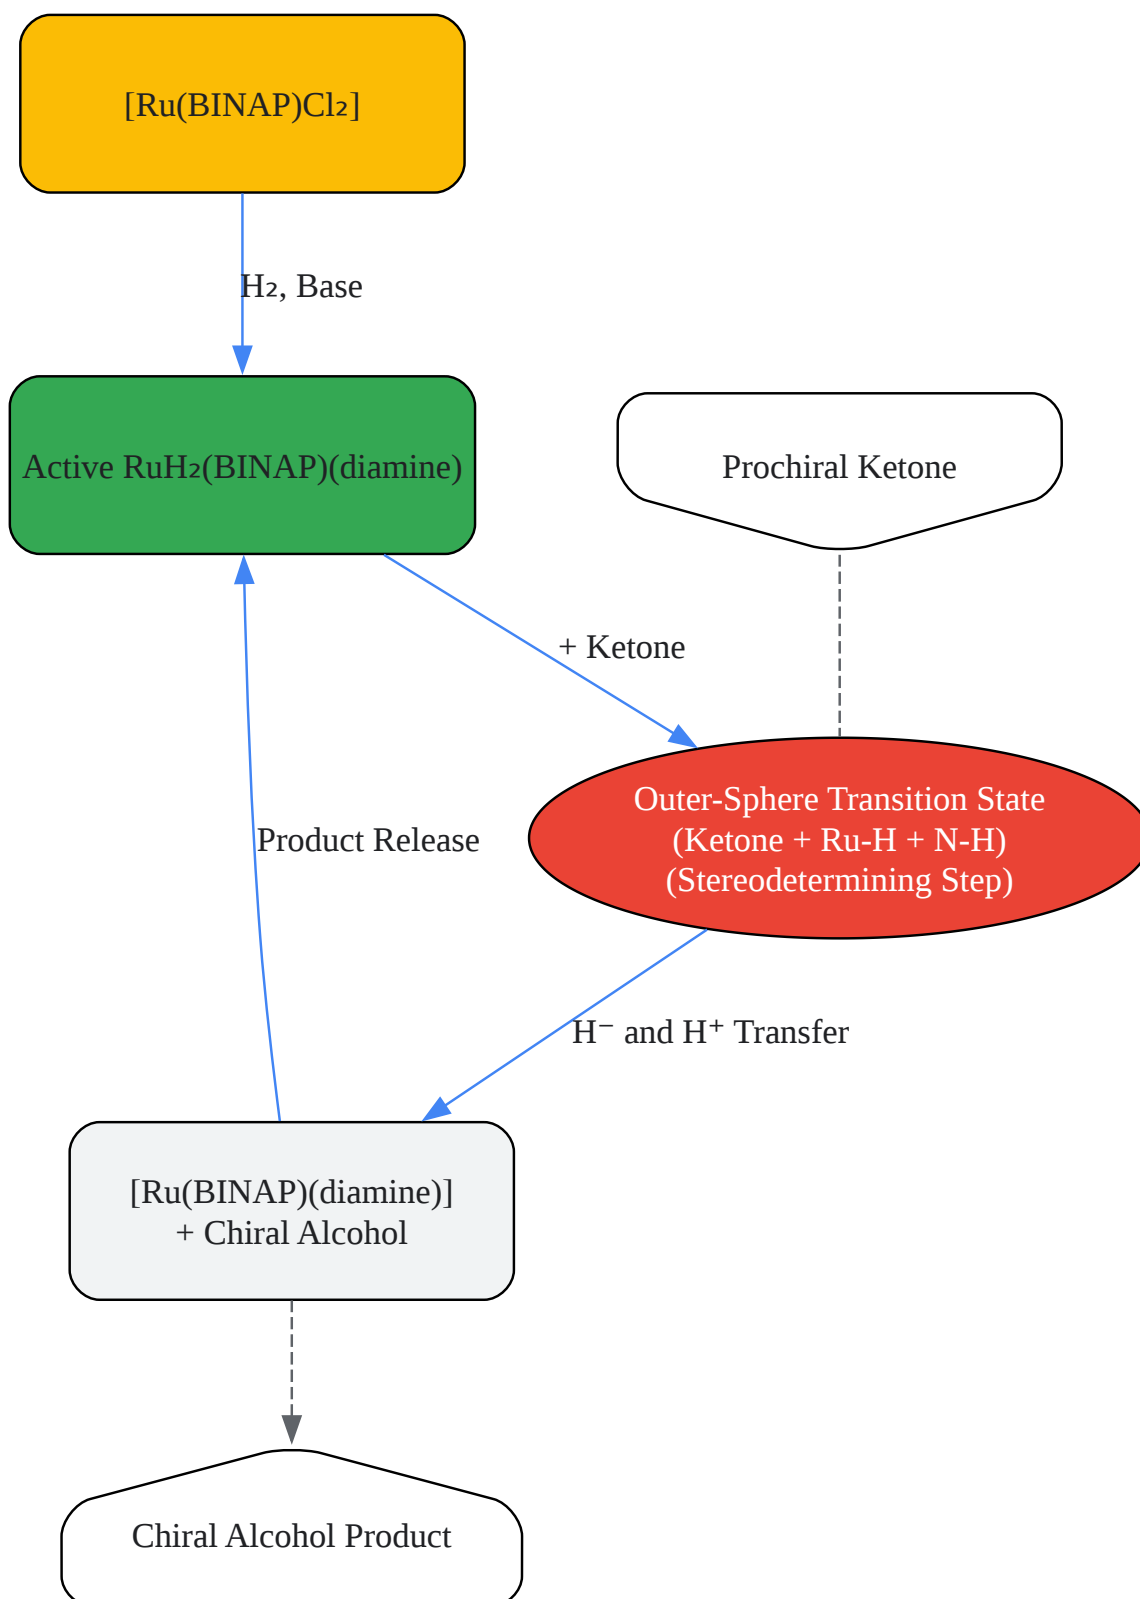 [Ru(BINAP)Cl₂]
H₂, Base
Active RuH₂(BINAP)(diamine)
Prochiral Ketone
+ Ketone
Outer-Sphere Transition State
(Ketone + Ru-H + N-H)
(Stereodetermining Step)
Product Release
H⁻ and H⁺ Transfer
[Ru(BINAP)(diamine)]
+ Chiral Alcohol
Chiral Alcohol Product